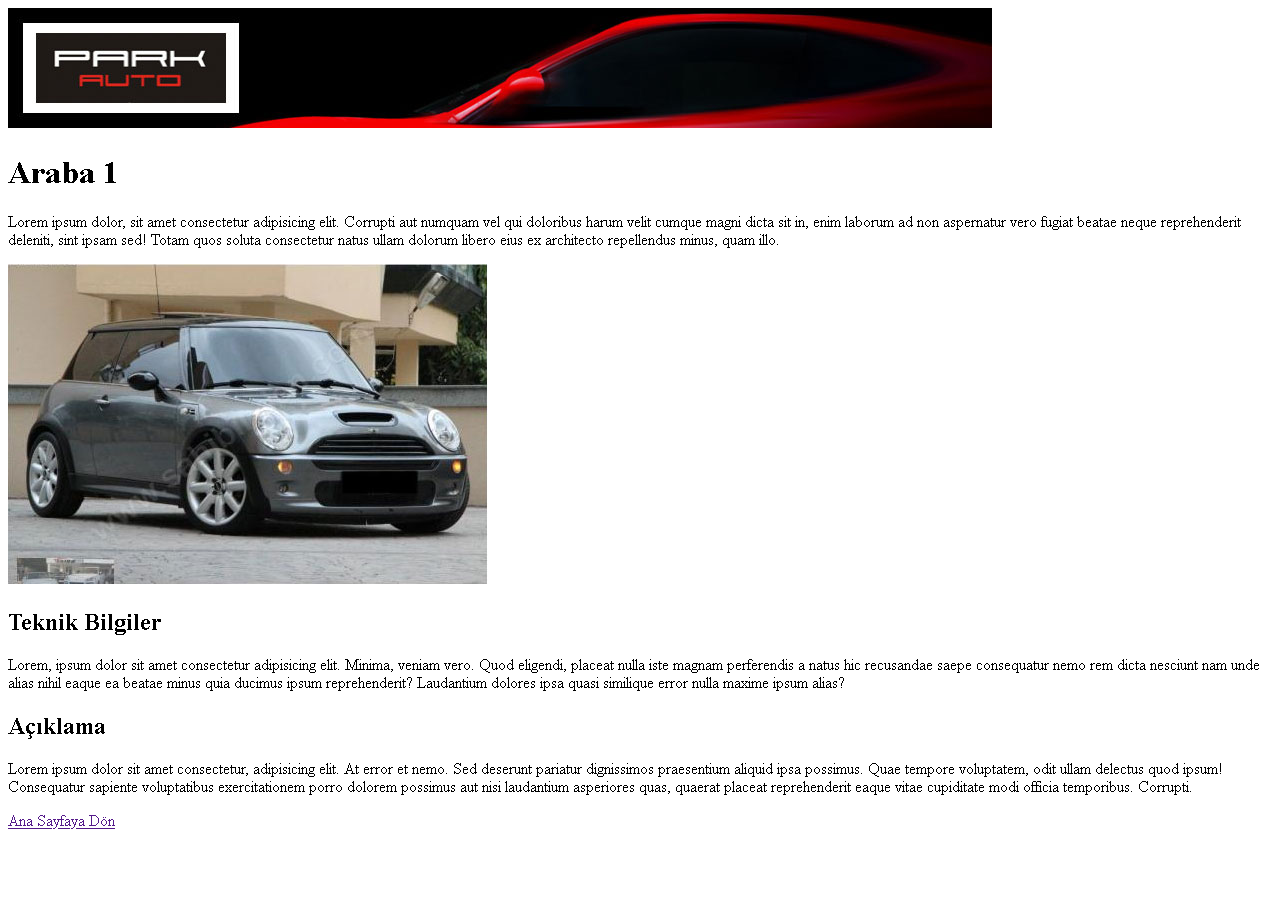 PARK
AUTO
Araba 1
Lorem ipsum dolor, sit amet consectetur adipisicing elit. Corrupti aut numquam vel qui doloribus harum velit cumque magni dicta sit in, enim laborum ad non aspernatur vero fugiat beatae neque reprehenderit
deleniti, sint ipsam sed! Totam quos soluta consectetur natus ullam dolorum libero eius ex architecto repellendus minus, quam illo.
Teknik Bilgiler
Lorem, ipsum dolor sit amet consectetur adipisicing elit. Minima, veniam vero. Quod eligendi, placeat nulla iste magnam perferendis a natus hic recusandae saepe consequatur nemo rem dicta nesciunt nam unde
alias nihil eaque ea beatae minus quia ducimus ipsum reprehenderit? Laudantium dolores ipsa quasi similique error nulla maxime ipsum alias?
Açıklama
Lorem ipsum dolor sit amet consectetur, adipisicing elit. At error et nemo. Sed deserunt pariatur dignissimos praesentium aliquid ipsa possimus. Quae tempore voluptatem, odit ullam delectus quod ipsum!
Consequatur sapiente voluptatibus exercitationem porro dolorem possimus aut nisi laudantium asperiores quas, quaerat placeat reprehenderit eaque vitae cupiditate modi officia temporibus. Corrupti.
Ana Sayfaya Dön